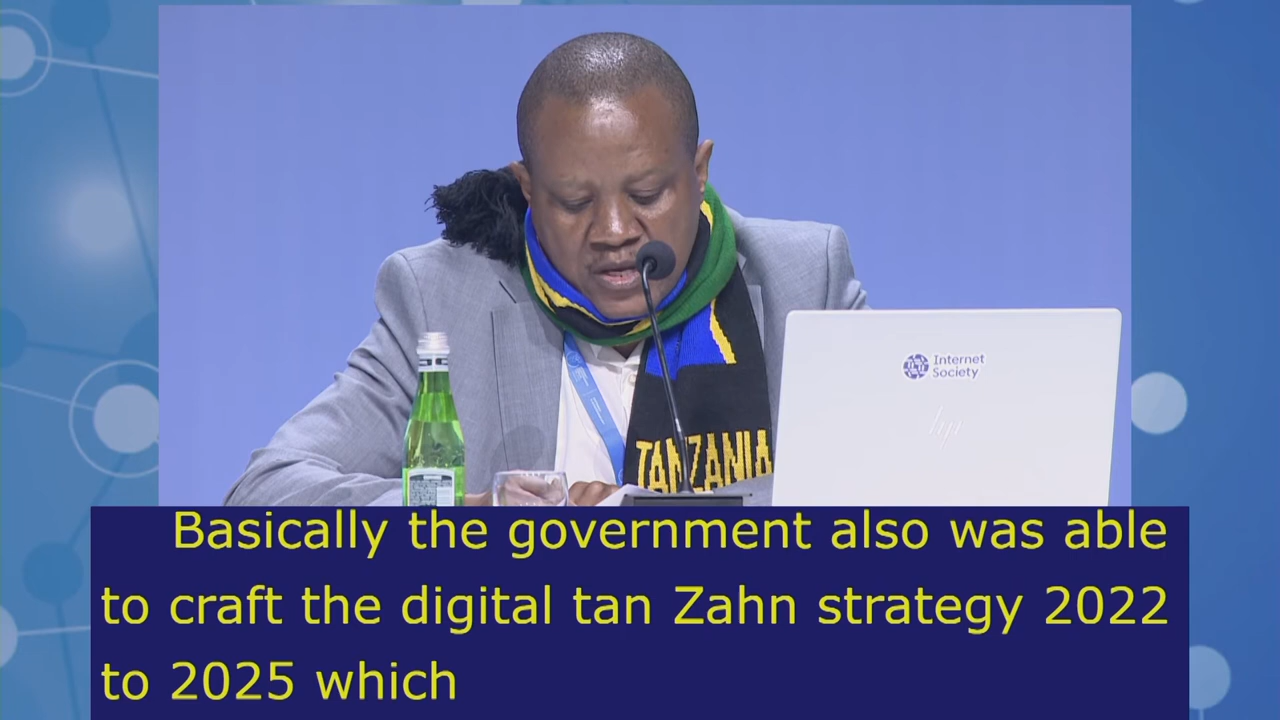 Internet
Society
hp
TANZANIA
Basically the government also was able
to craft the digital tan Zahn strategy 2022
to 2025 which